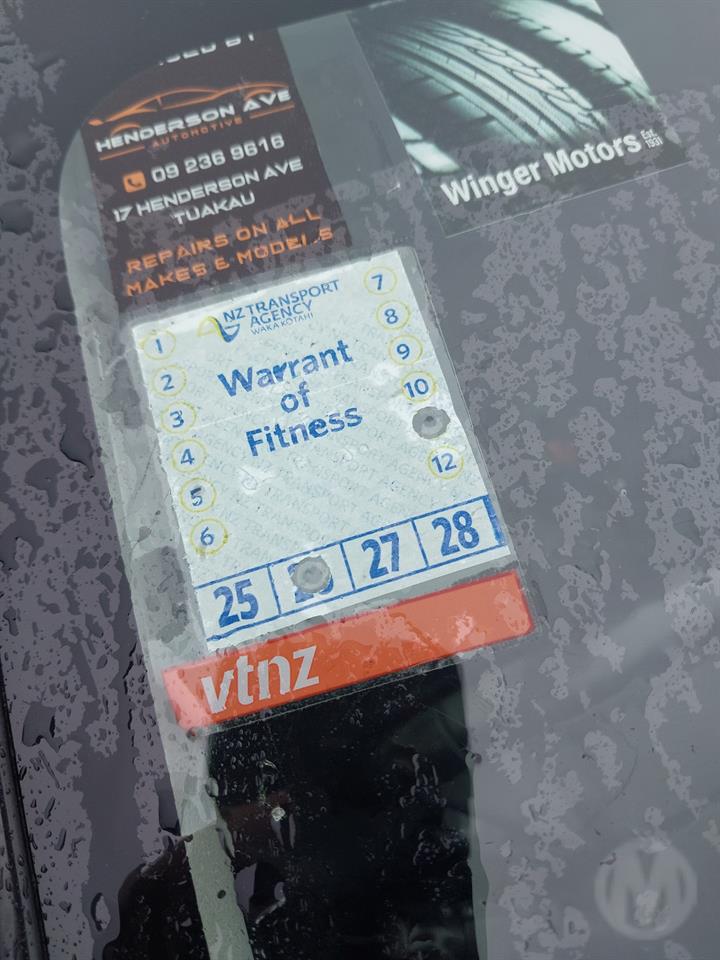 HENDERSON AVE
AUTOMOTIVE
09 236 9616
17 HENDERSON AVE
TUAKAU
REPAIRS ON ALL
MAKES & MODELS
Winger Motors Est. 1931
NZ TRANSPORT
AGENCY
WAKA KOTAHI
Warrant
of
Fitness
1
2
3
4
5
6
7
8
9
10
12
25 27 28
vtnz
M